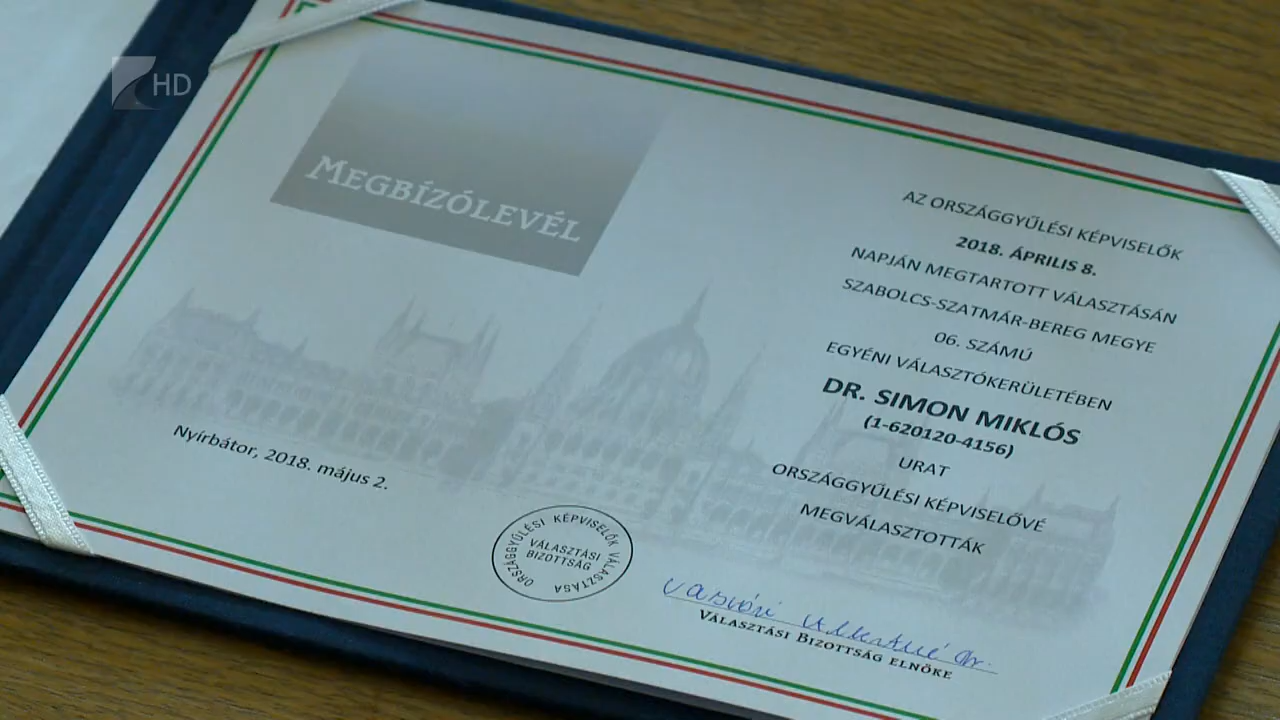 HD
MEGBÍZÓLEVÉL
AZ ORSZÁGGYŰLÉSI KÉPVISELŐK
2018. ÁPRILIS 8.
NAPJÁN MEGTARTOTT VÁLASZTÁSÁN
SZABOLCS-SZATMÁR-BEREG MEGYE
06. SZÁMÚ
EGYÉNI VÁLASZTÓKERÜLETÉBEN
DR. SIMON MIKLÓS
(1-620120-4156)
URAT
ORSZÁGGYŰLÉSI KÉPVISELŐVÉ
MEGVÁLASZTOTTÁK
Nyírbátor, 2018. május 2.
ORSZÁGGYŰLÉSI KÉPVISELŐK VÁLASZTÁSA
VÁLASZTÁSI
BIZOTTSÁG
VÁLASZTÁSI BIZOTTSÁG ELNÖKE